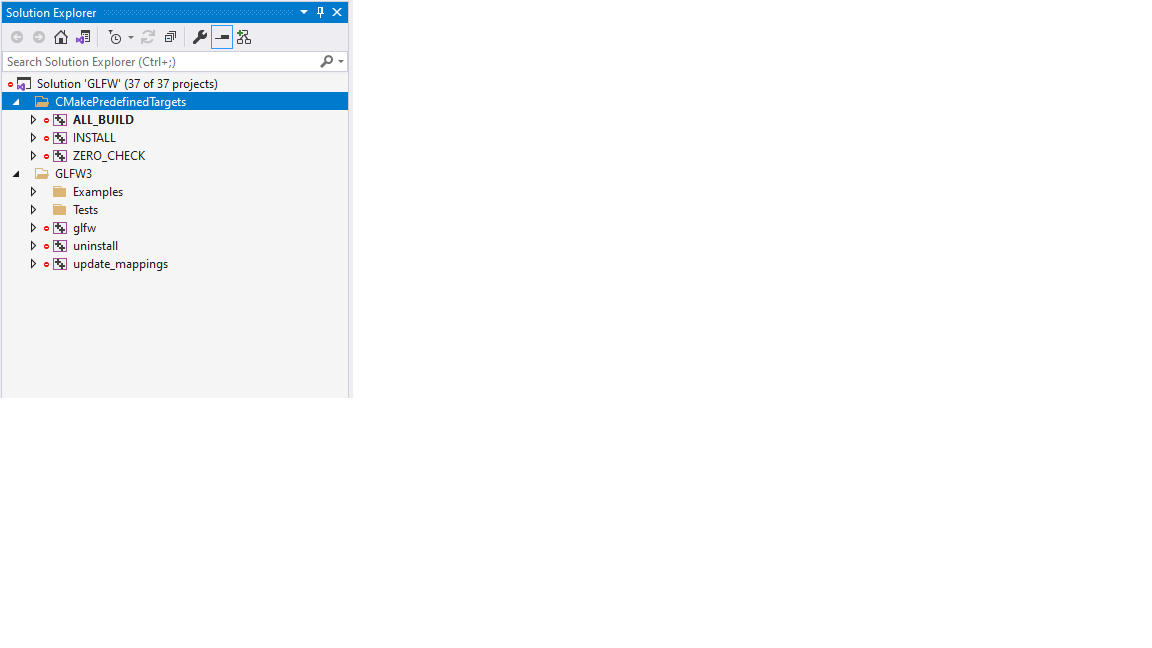 Solution Explorer
Search Solution Explorer (Ctrl+;)
Solution 'GLFW' (37 of 37 projects)
CMakePredefinedTargets
ALL_BUILD
INSTALL
ZERO_CHECK
GLFW3
Examples
Tests
glfw
uninstall
update_mappings